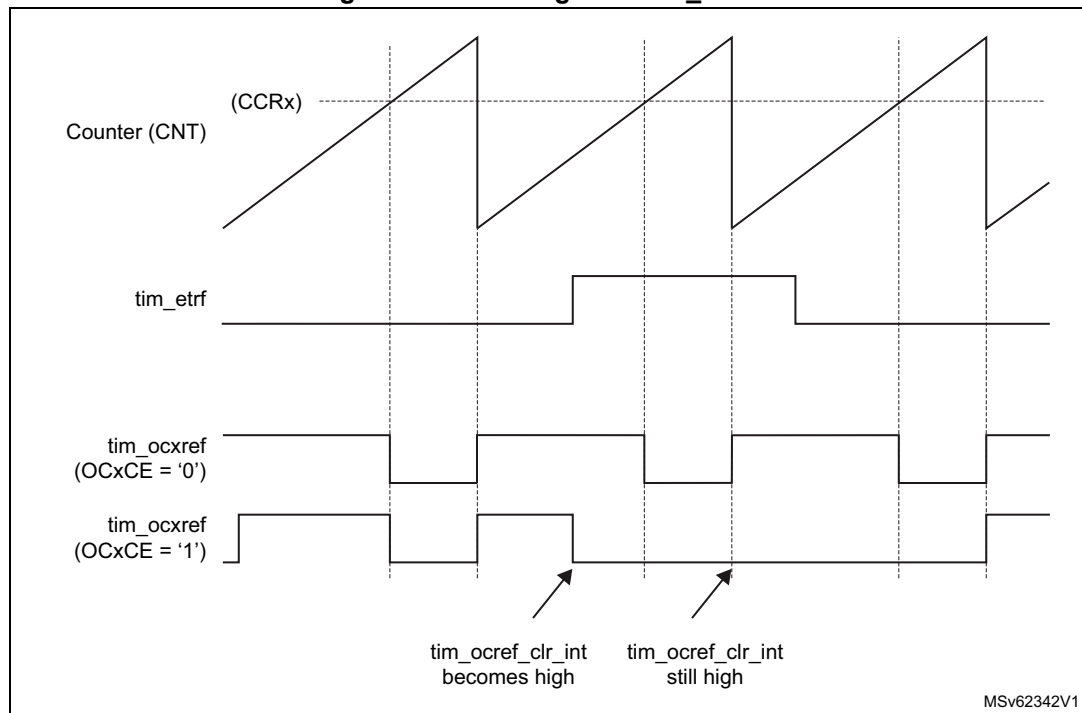 (CCRx)
Counter (CNT)
tim_etrf
tim_ocxref
(OCxCE = ‘0’)
tim_ocxref
(OCxCE = ‘1’)
tim_ocref_clr_int
becomes high
tim_ocref_clr_int
still high
MSv62342V1